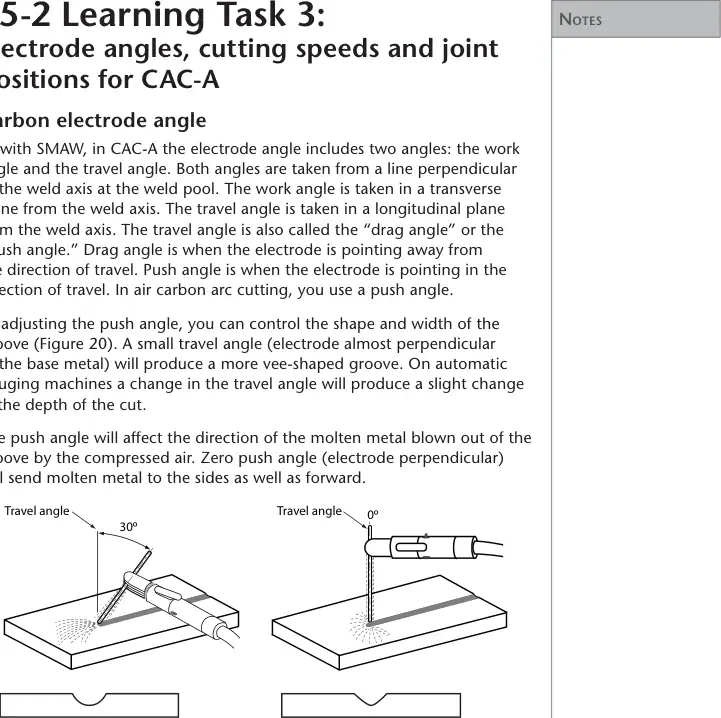 5-2 Learning Task 3:
ectrode angles, cutting speeds and joint
ositions for CAC-A
NOTES
arbon electrode angle
with SMAW, in CAC-A the electrode angle includes two angles: the work
gle and the travel angle. Both angles are taken from a line perpendicular
the weld axis at the weld pool. The work angle is taken in a transverse
ne from the weld axis. The travel angle is taken in a longitudinal plane
m the weld axis. The travel angle is also called the “drag angle” or the
ush angle.” Drag angle is when the electrode is pointing away from
e direction of travel. Push angle is when the electrode is pointing in the
ection of travel. In air carbon arc cutting, you use a push angle.
adjusting the push angle, you can control the shape and width of the
oove (Figure 20). A small travel angle (electrode almost perpendicular
the base metal) will produce a more vee-shaped groove. On automatic
uging machines a change in the travel angle will produce a slight change
the depth of the cut.
e push angle will affect the direction of the molten metal blown out of the
oove by the compressed air. Zero push angle (electrode perpendicular)
l send molten metal to the sides as well as forward.
Travel angle
30º
Travel angle
0º